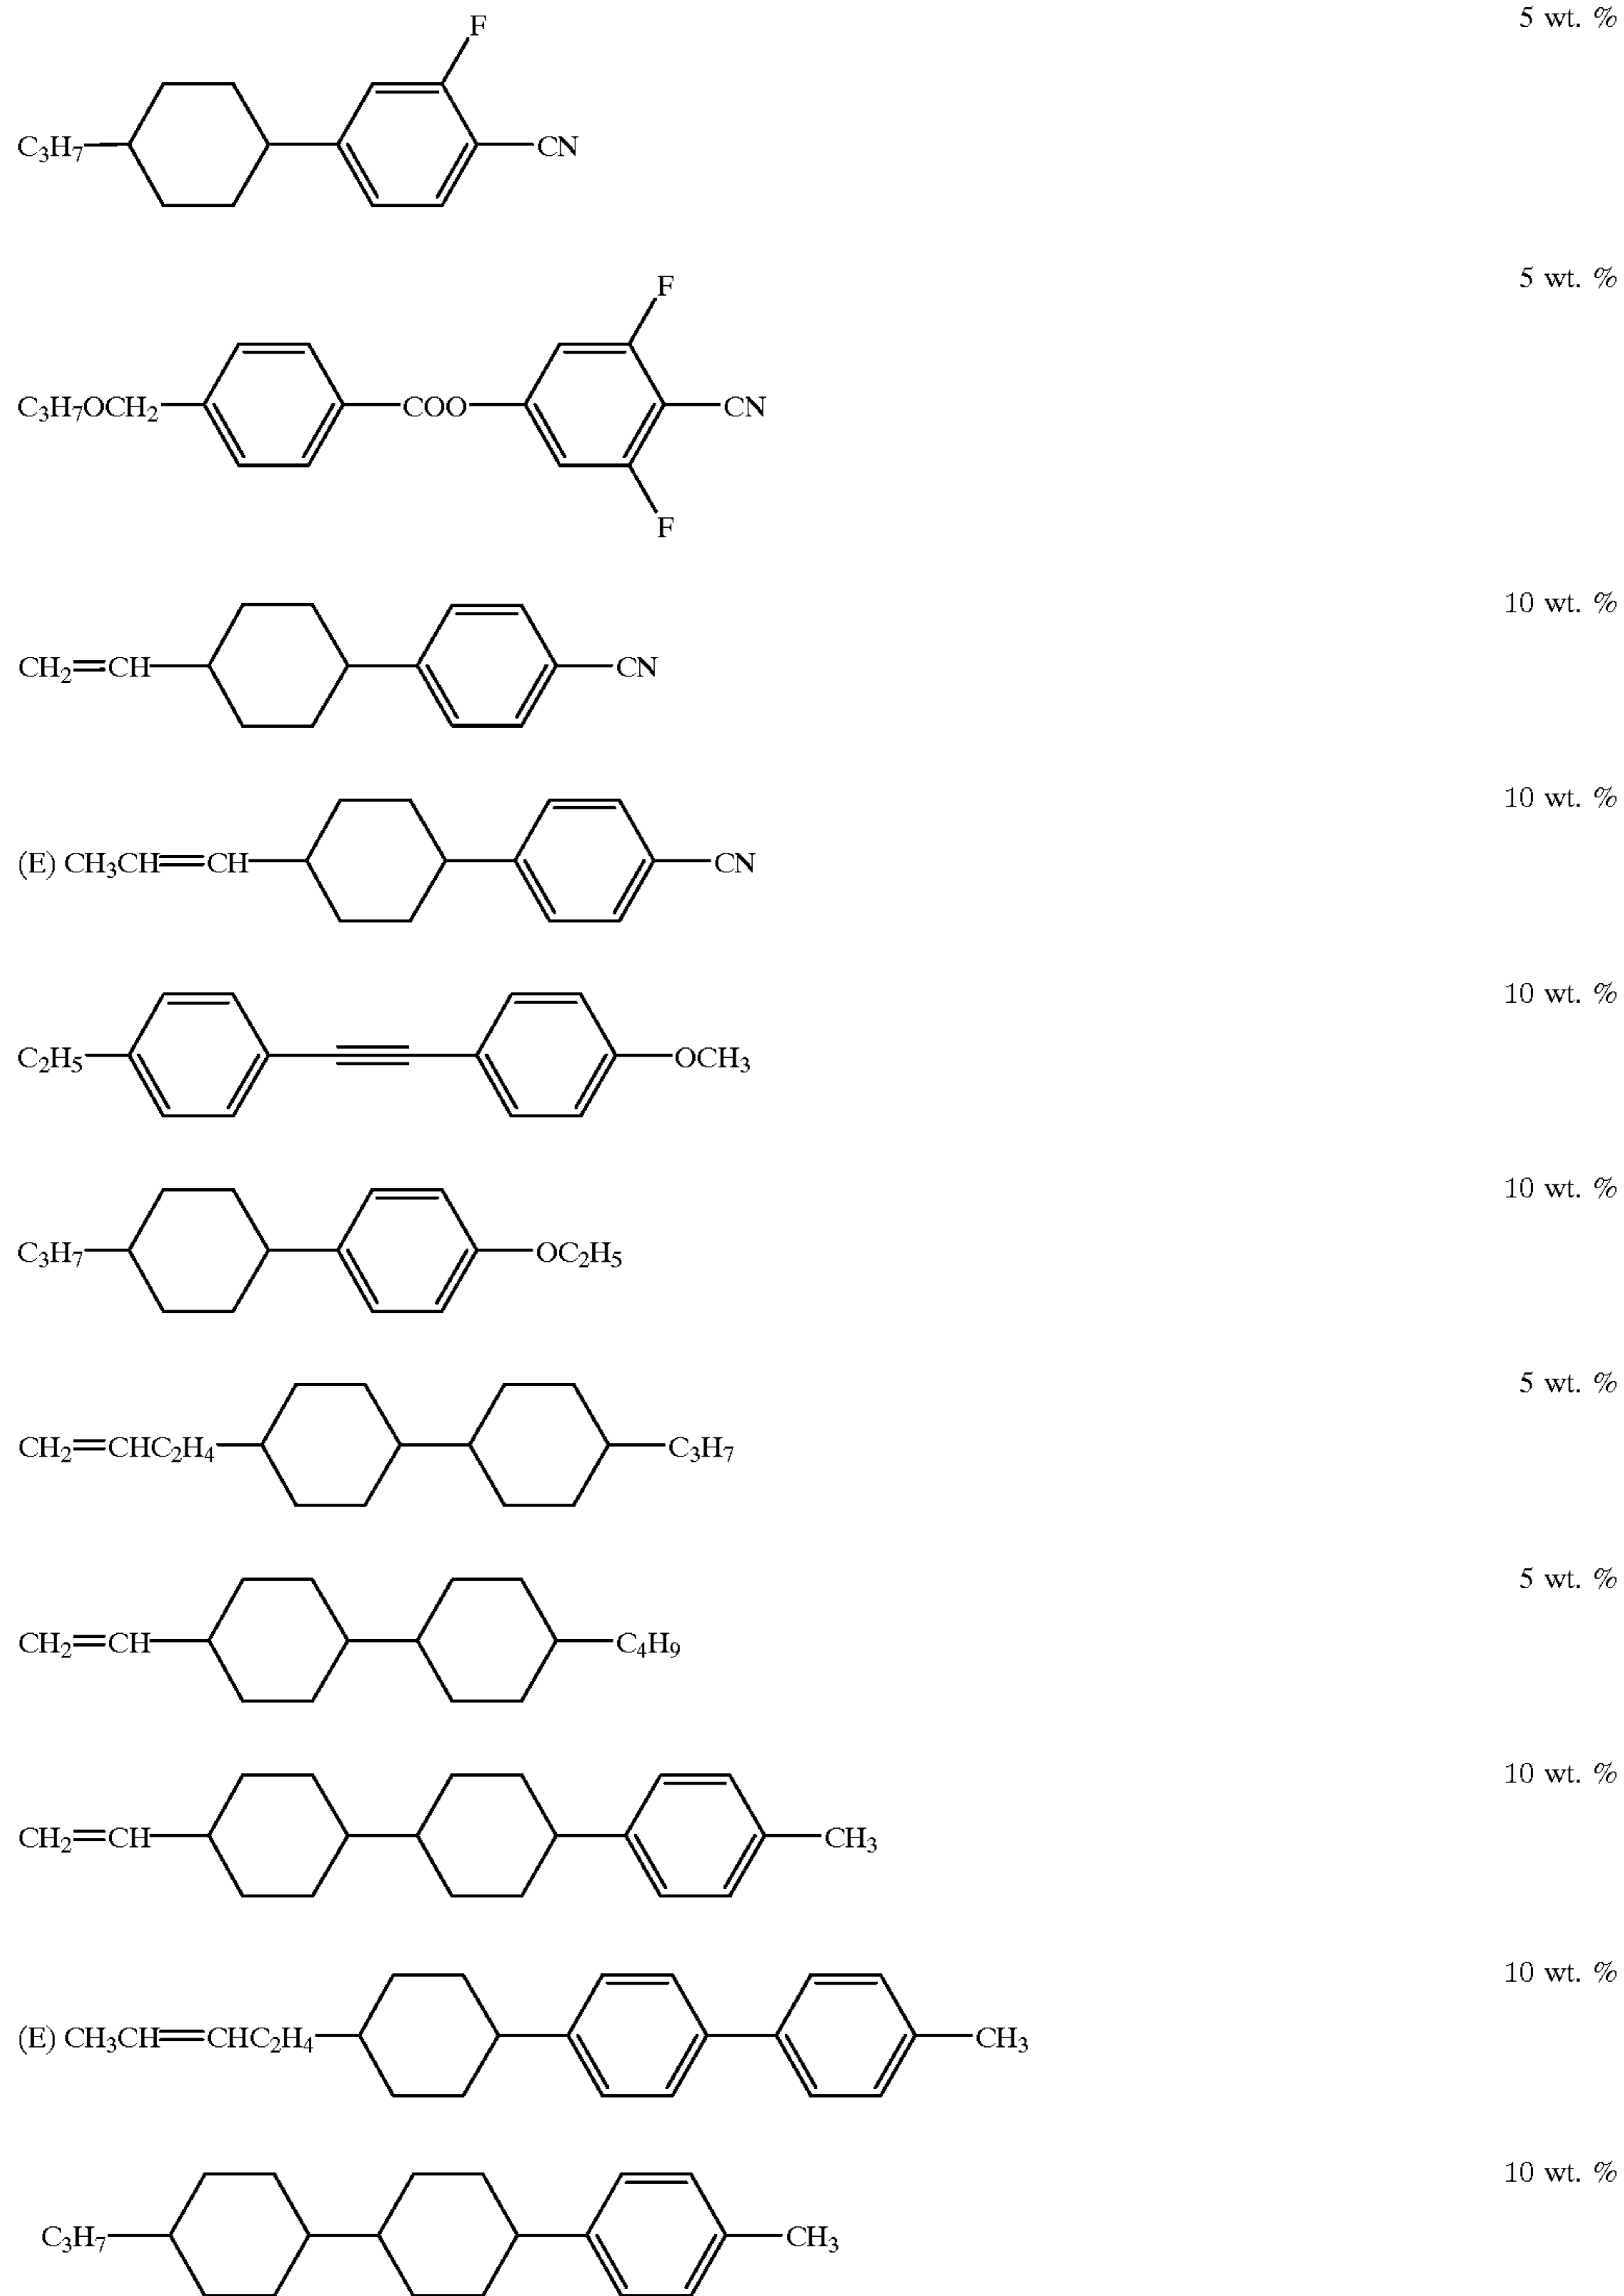 F 5 wt. %
C3H7 CN
F 5 wt. %
C3H7OCH2 COO CN
F
10 wt. %
CH2=CH CN
10 wt. %
(E) CH3CH=CH CN
10 wt. %
C2H5 OCH3
10 wt. %
C3H7 OC2H5
5 wt. %
CH2=CHC2H4 C3H7
5 wt. %
CH2=CH C4H9
10 wt. %
CH2=CH CH3
10 wt. %
(E) CH3CH=CHC2H4 CH3
10 wt. %
C3H7 CH3